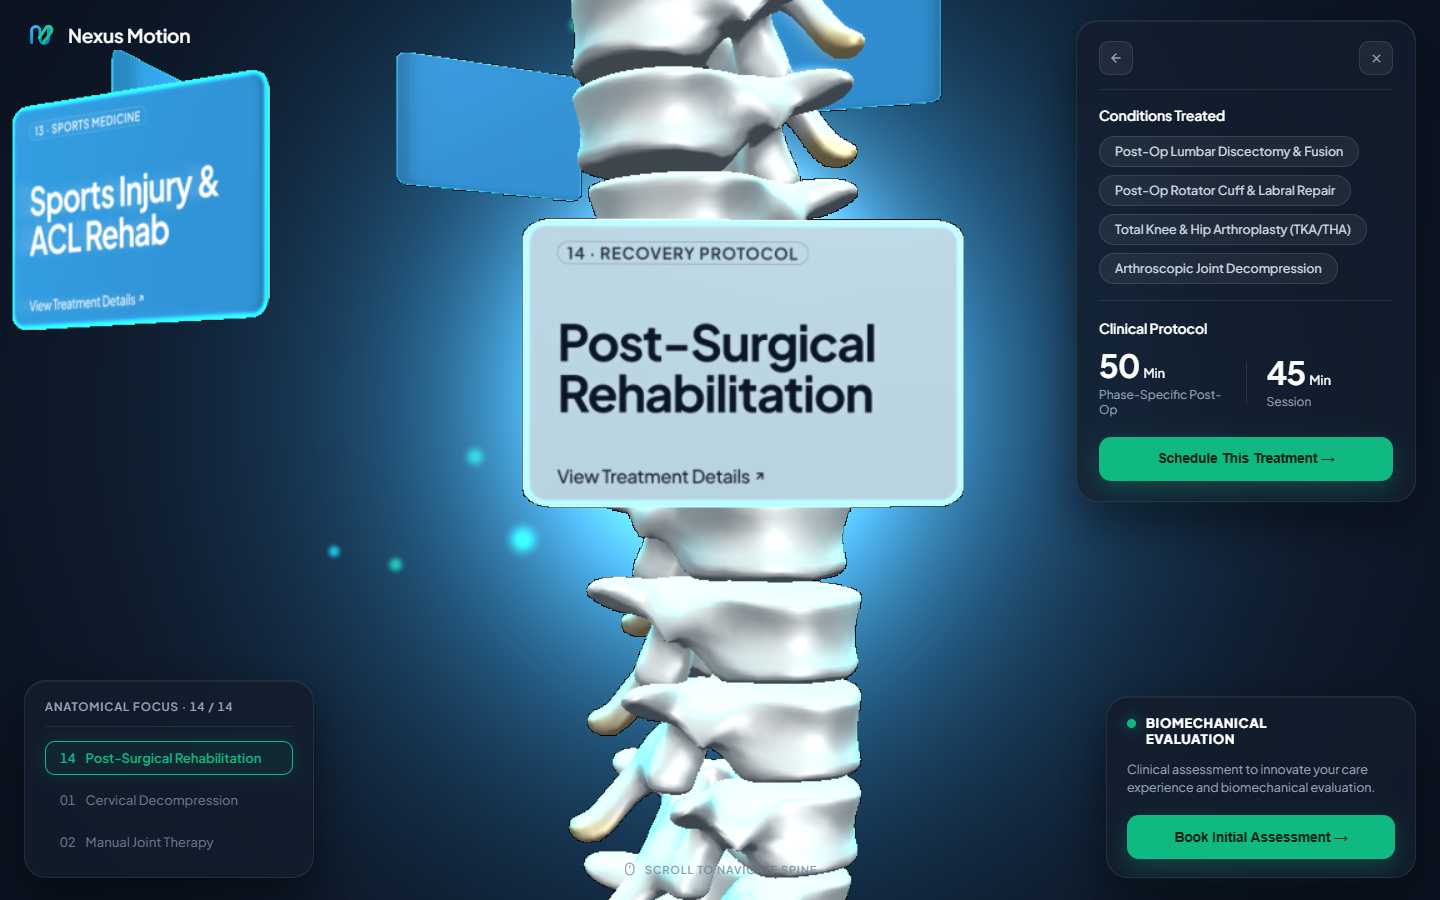 Nexus Motion
13 · SPORTS MEDICINE
Sports Injury &
ACL Rehab
View Treatment Details ↗
14 · RECOVERY PROTOCOL
Post-Surgical
Rehabilitation
View Treatment Details ↗
Conditions Treated
Post-Op Lumbar Discectomy & Fusion
Post-Op Rotator Cuff & Labral Repair
Total Knee & Hip Arthroplasty (TKA/THA)
Arthroscopic Joint Decompression
Clinical Protocol
50 Min
Phase-Specific Post-
Op
45 Min
Session
Schedule This Treatment →
ANATOMICAL FOCUS · 14 / 14
14 Post-Surgical Rehabilitation
01 Cervical Decompression
02 Manual Joint Therapy
SCROLL TO NAVIGATE SPINE
BIOMECHANICAL
EVALUATION
Clinical assessment to innovate your care
experience and biomechanical evaluation.
Book Initial Assessment →